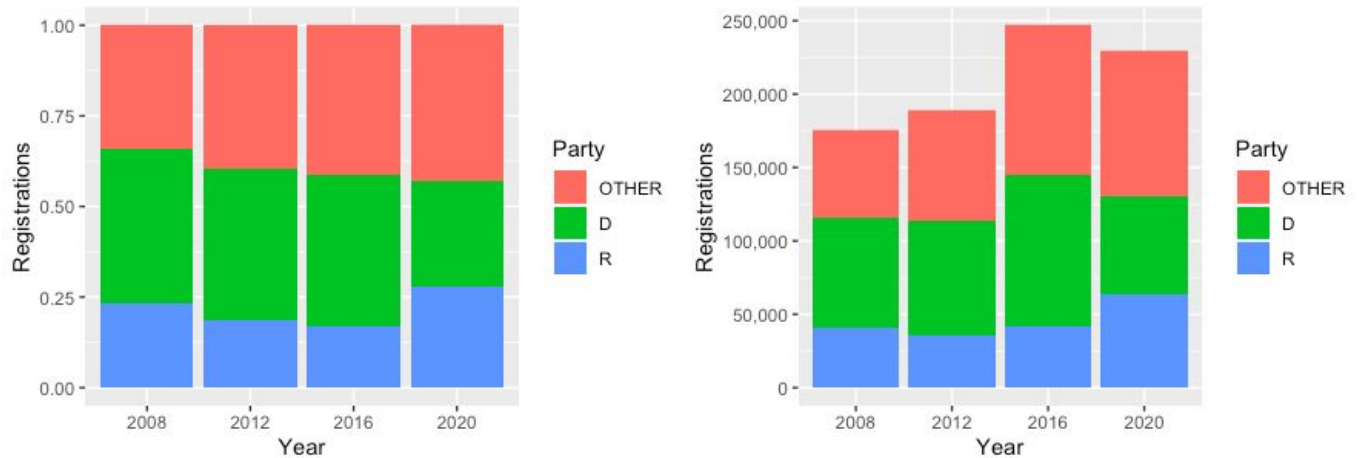 1.00
0.75
0.50
0.25
0.00
Registrations
2008 2012 2016 2020
Year
Party
OTHER
D
R
250,000
200,000
150,000
100,000
50,000
0
Registrations
2008 2012 2016 2020
Year
Party
OTHER
D
R